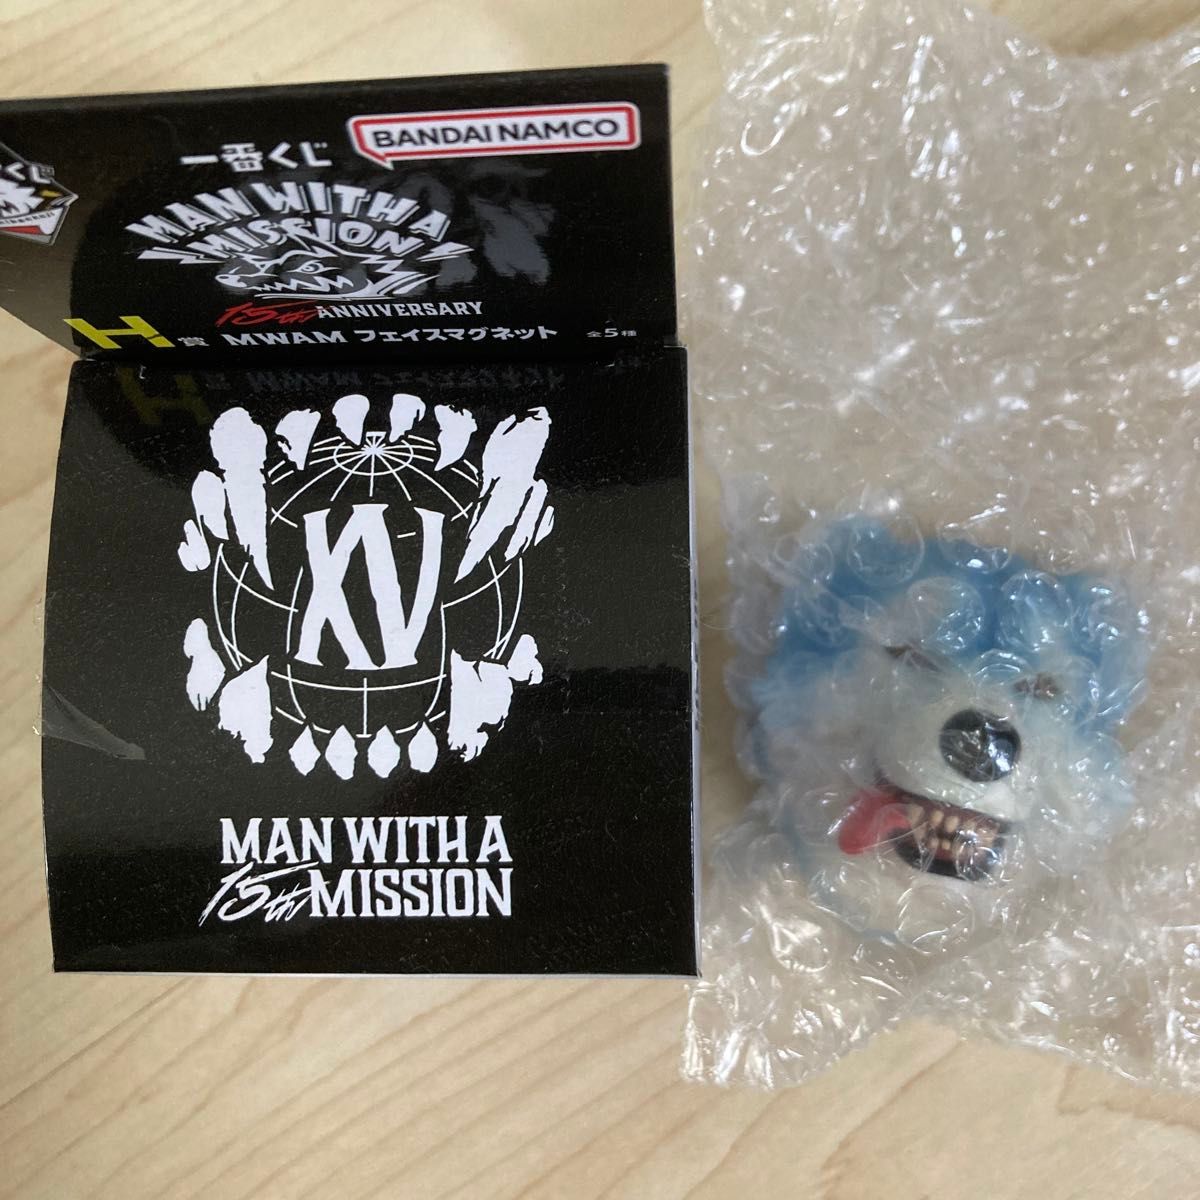 BANDAI NAMCO
一番くじ
MAN WITH A
MISSION
15th ANNIVERSARY
H賞 MWAM フェイスマグネット 全5種
XV
MAN WITH A
15th MISSION